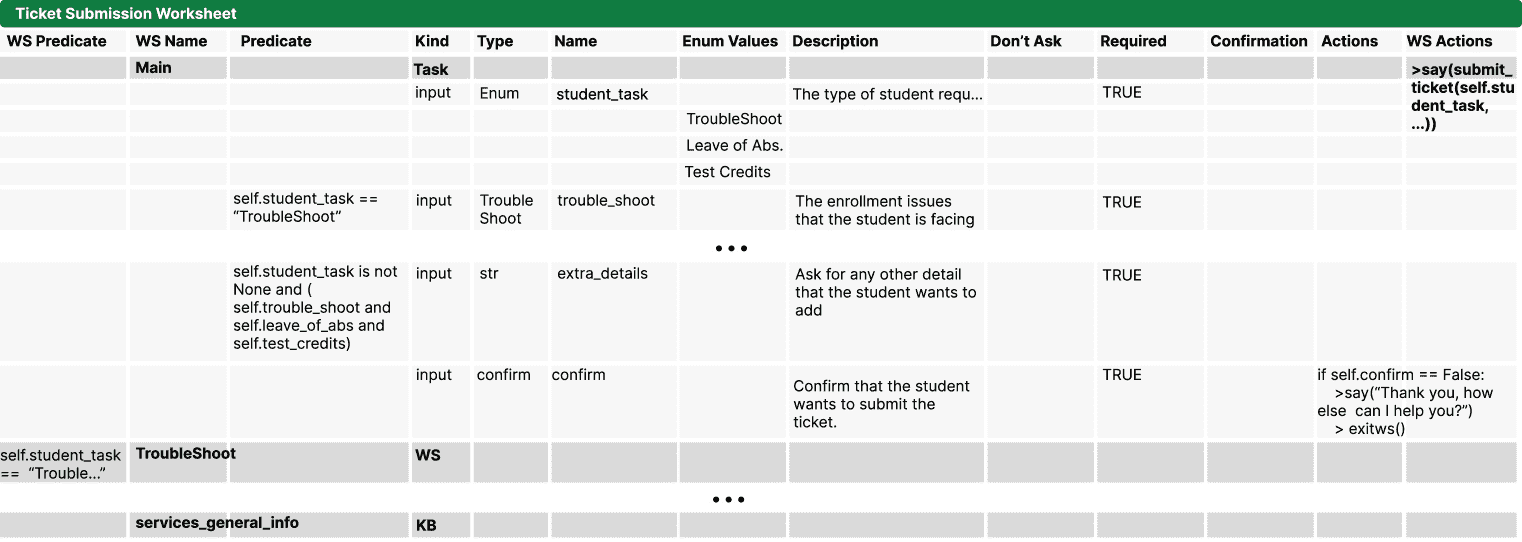 Ticket Submission Worksheet
WS Predicate WS Name Predicate Kind Type Name Enum Values Description Don’t Ask Required Confirmation Actions WS Actions
Main Task >say(submit_
ticket(self.stu
dent_task,
...))
input Enum student_task The type of student requ... TRUE
TroubleShoot
Leave of Abs.
Test Credits
self.student_task ==
“TroubleShoot”
input Trouble
Shoot
trouble_shoot The enrollment issues
that the student is facing
TRUE
•••
self.student_task is not
None and (
self.trouble_shoot and
self.leave_of_abs and
self.test_credits)
input str extra_details Ask for any other detail
that the student wants to
add
TRUE
input confirm confirm Confirm that the student
wants to submit the
ticket.
TRUE if self.confirm == False:
>say(“Thank you, how
else can I help you?”)
> exitws()
self.student_task
== “Trouble...”
TroubleShoot WS
•••
services_general_info KB